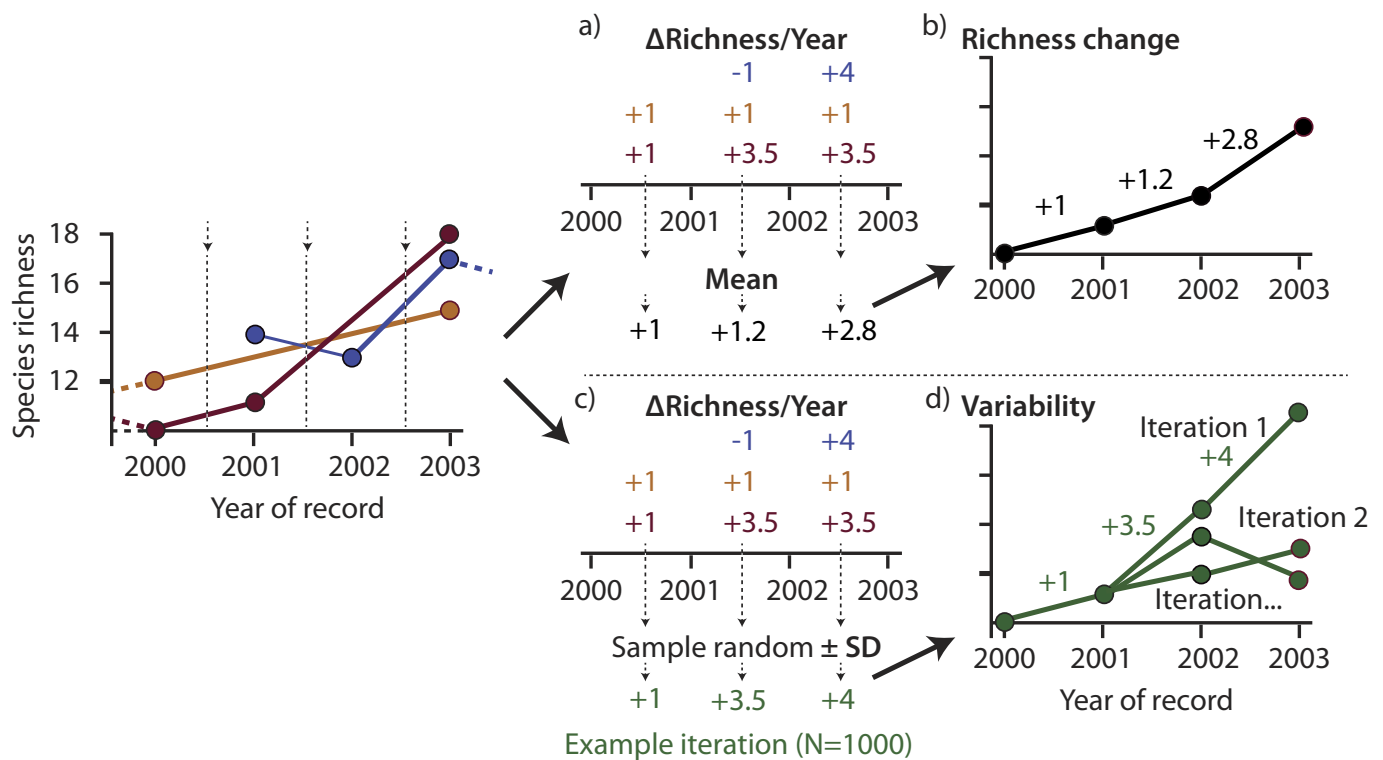 Species richness
18
16
14
12
2000 2001 2002 2003
Year of record
a)
ΔRichness/Year
-1 +4
+1 +1 +1
+1 +3.5 +3.5
2000 2001 2002 2003
Mean
+1 +1.2 +2.8
b) Richness change
+2.8
+1.2
+1
2000 2001 2002 2003
c)
ΔRichness/Year
-1 +4
+1 +1 +1
+1 +3.5 +3.5
2000 2001 2002 2003
Sample random ± SD
+1 +3.5 +4
Example iteration (N=1000)
d) Variability
Iteration 1
+4
Iteration 2
+3.5
+1
Iteration...
2000 2001 2002 2003
Year of record